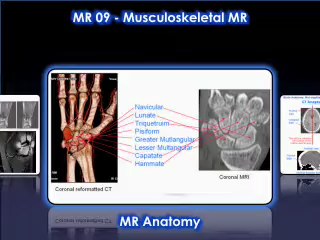 MR 09 - Musculoskeletal MR
Navicular
Lunate
Triquetrum
Pisiform
Greater Mutlangular
Lesser Multangular
Capatate
Hammate
Coronal MRI
Coronal reformatted CT
MR Anatomy